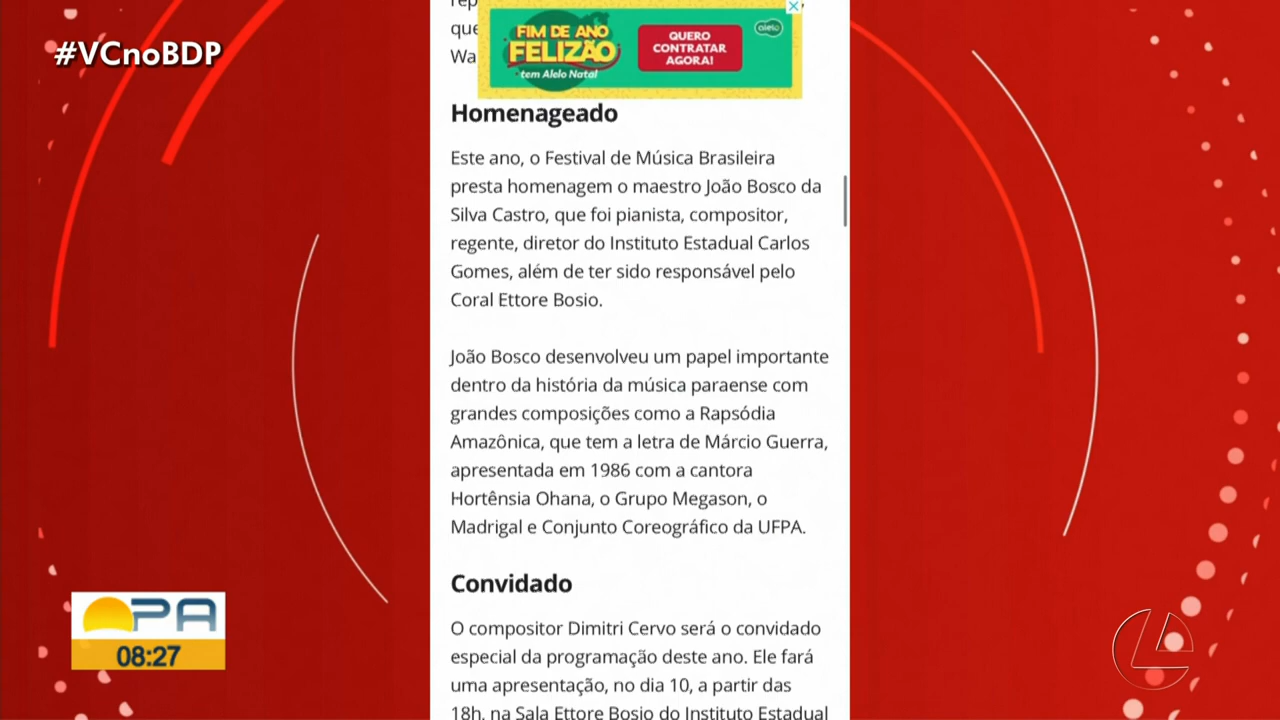 #VCnoBDP
que
Wa
FIM DE ANO
FELIZÃO
tem Alelo Natal
QUERO
CONTRATAR
AGORA!
alelo
Homenageado
Este ano, o Festival de Música Brasileira
presta homenagem o maestro João Bosco da
Silva Castro, que foi pianista, compositor,
regente, diretor do Instituto Estadual Carlos
Gomes, além de ter sido responsável pelo
Coral Ettore Bosio.
João Bosco desenvolveu um papel importante
dentro da história da música paraense com
grandes composições como a Rapsódia
Amazônica, que tem a letra de Márcio Guerra,
apresentada em 1986 com a cantora
Hortênsia Ohana, o Grupo Megason, o
Madrigal e Conjunto Coreográfico da UFPA.
Convidado
O compositor Dimitri Cervo será o convidado
especial da programação deste ano. Ele fará
uma apresentação, no dia 10, a partir das
18h, na Sala Ettore Bosio do Instituto Estadual
PA
08:27